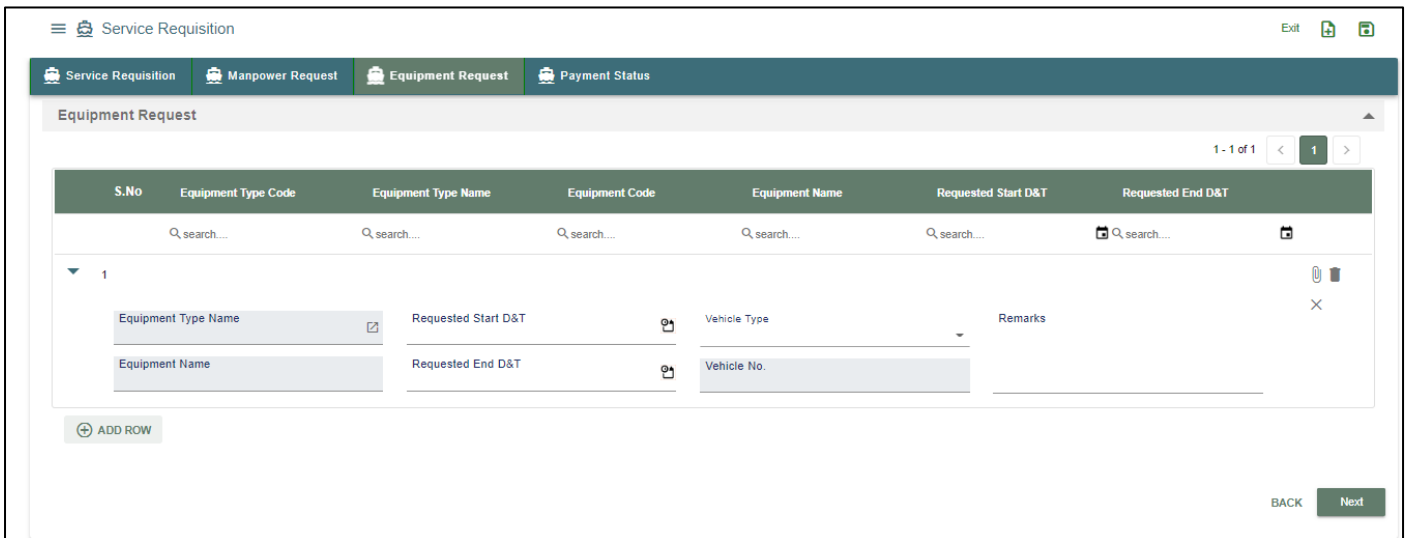 Service Requisition
Exit
Service Requisition Manpower Request Equipment Request Payment Status
Equipment Request
1 - 1 of 1 < 1 >
S.No Equipment Type Code Equipment Type Name Equipment Code Equipment Name Requested Start D&T Requested End D&T
search.... search.... search.... search.... search.... search....
1
Equipment Type Name Requested Start D&T Vehicle Type Remarks
Equipment Name Requested End D&T Vehicle No.
ADD ROW
BACK Next